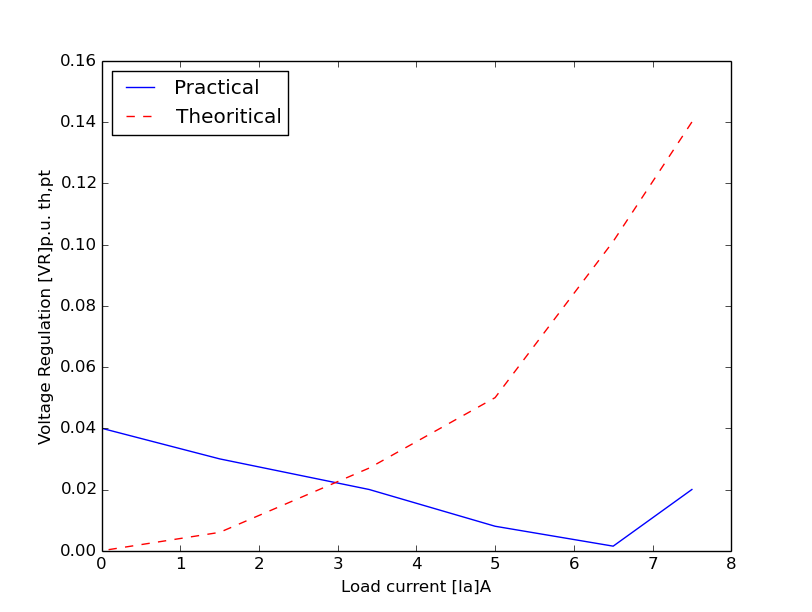 Practical
Theoritical
0.16
0.14
0.12
0.10
0.08
0.06
0.04
0.02
0.00
Voltage Regulation [VR]p.u. th,pt
0 1 2 3 4 5 6 7 8
Load current [Ia]A